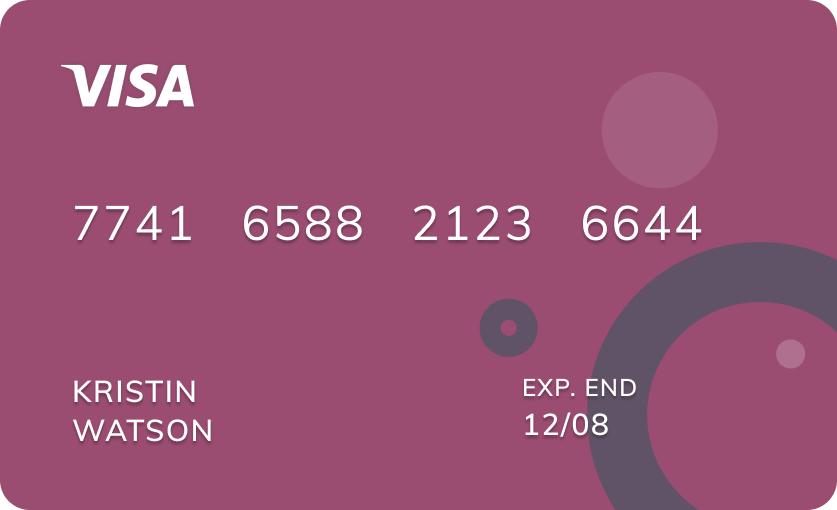 VISA
7741 6588 2123 6644
KRISTIN
WATSON
EXP. END
12/08